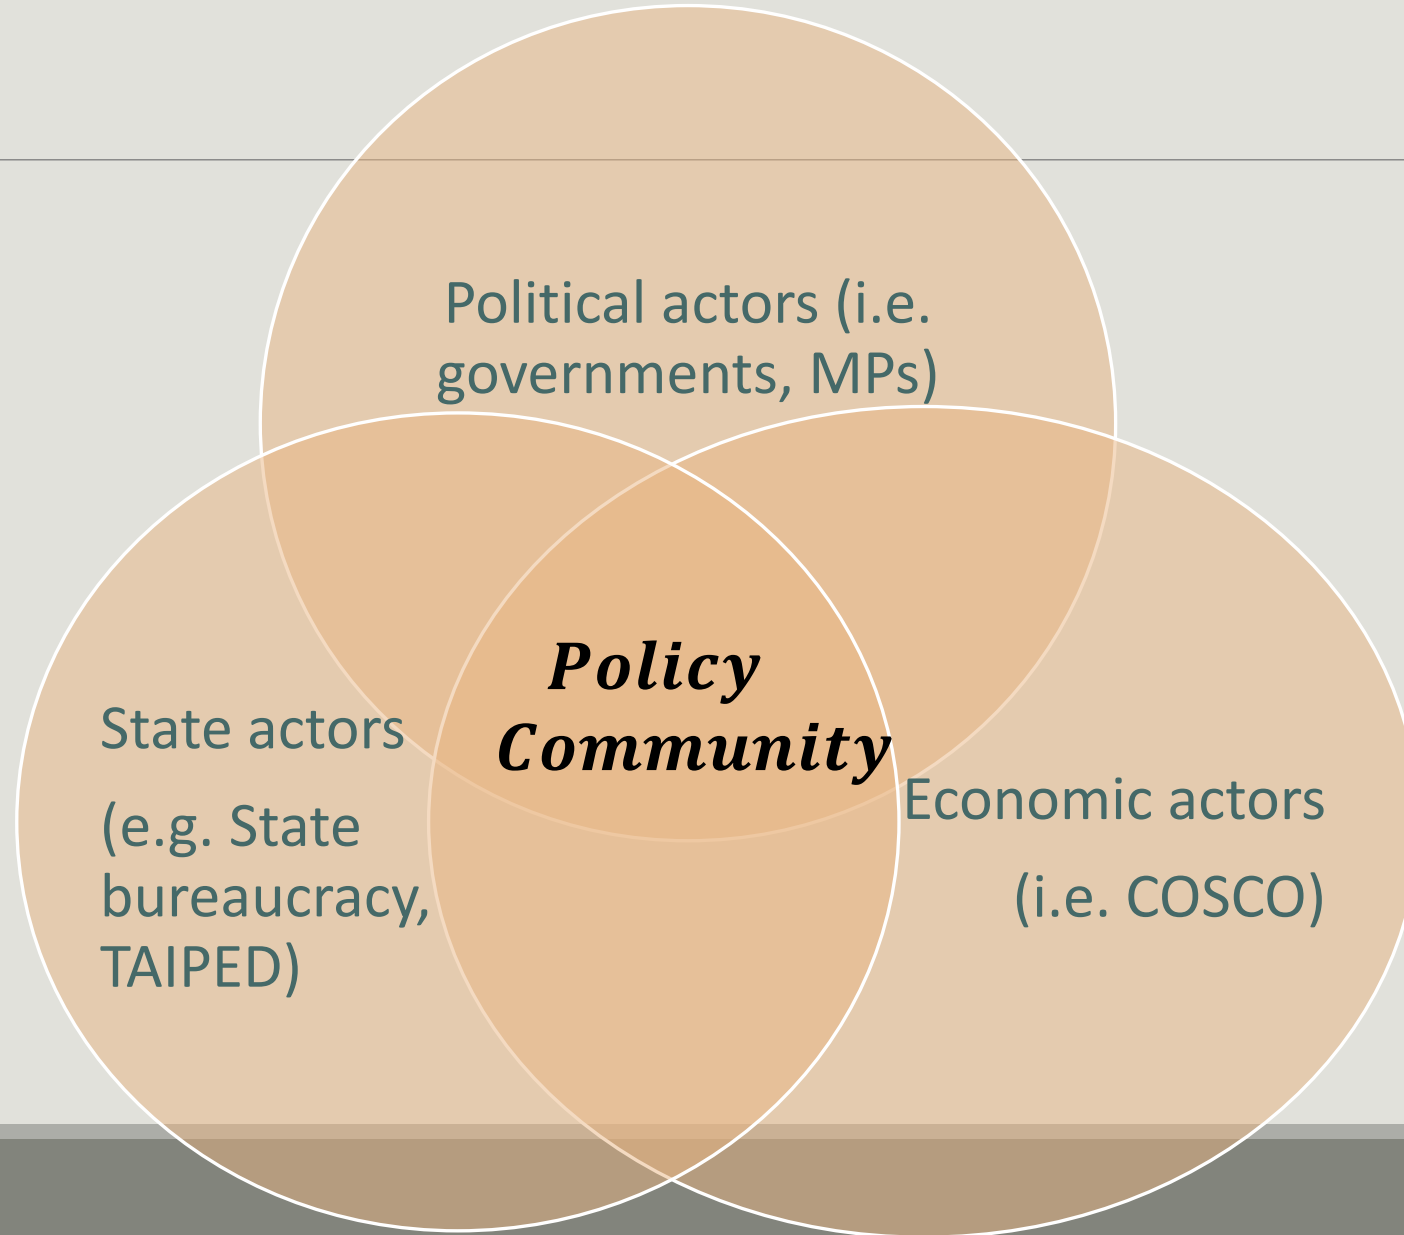 Political actors (i.e.
governments, MPs)
Policy
Community
State actors
(e.g. State
bureaucracy,
TAIPED)
Economic actors
(i.e. COSCO)